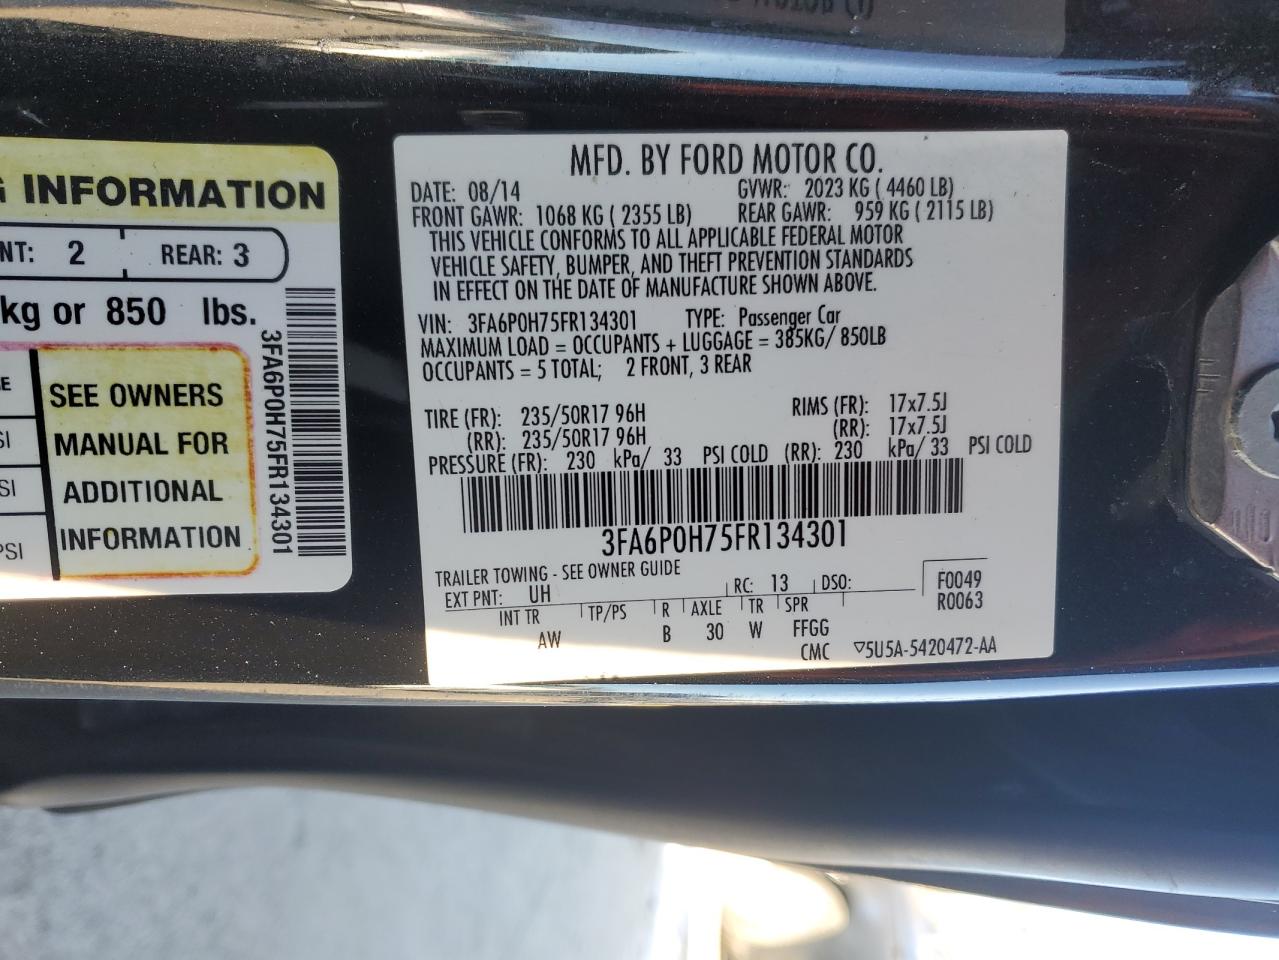 G INFORMATION
NT: 2 REAR: 3
kg or 850 lbs.
SEE OWNERS
MANUAL FOR
ADDITIONAL
INFORMATION
PSI
3FA6P0H75FR134301
MFD. BY FORD MOTOR CO.
DATE: 08/14 GVWR: 2023 KG ( 4460 LB)
FRONT GAWR: 1068 KG ( 2355 LB) REAR GAWR: 959 KG ( 2115 LB)
THIS VEHICLE CONFORMS TO ALL APPLICABLE FEDERAL MOTOR
VEHICLE SAFETY, BUMPER, AND THEFT PREVENTION STANDARDS
IN EFFECT ON THE DATE OF MANUFACTURE SHOWN ABOVE.
VIN: 3FA6P0H75FR134301 TYPE: Passenger Car
MAXIMUM LOAD = OCCUPANTS + LUGGAGE = 385KG/ 850LB
OCCUPANTS = 5 TOTAL; 2 FRONT, 3 REAR
TIRE (FR): 235/50R17 96H RIMS (FR): 17x7.5J
(RR): 235/50R17 96H (RR): 17x7.5J
PRESSURE (FR): 230 kPa/ 33 PSI COLD (RR): 230 kPa/ 33 PSI COLD
3FA6P0H75FR134301
TRAILER TOWING - SEE OWNER GUIDE
EXT PNT: UH RC: 13 DSO: F0049
R0063
INT TR TP/PS R AXLE TR SPR
AW B 30 W FFGG
CMC ▽5U5A-5420472-AA